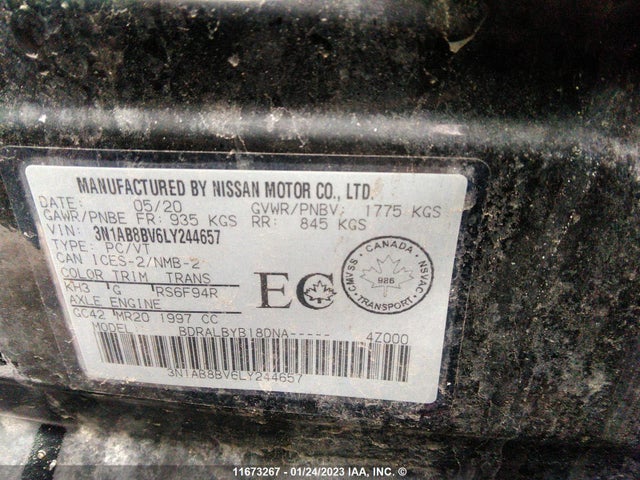 MANUFACTURED BY NISSAN MOTOR CO., LTD.
DATE: 05/20 GVWR/PNBV: 1775 KGS
GAWR/PNBE FR: 935 KGS RR: 845 KGS
VIN: 3N1AB8BV6LY244657
TYPE: PC/VT
CAN ICES-2/NMB-2
COLOR TRIM TRANS
KH3 G RS6F94R
AXLE ENGINE
GC42 MR20 1997 CC
MODEL BDRALBYB18DNA----- 4Z000
3N1AB8BV6LY244657
EC
CANADA
CMVSS NSVAC
986
TRANSPORT
11673267 - 01/24/2023 IAA, INC. ©